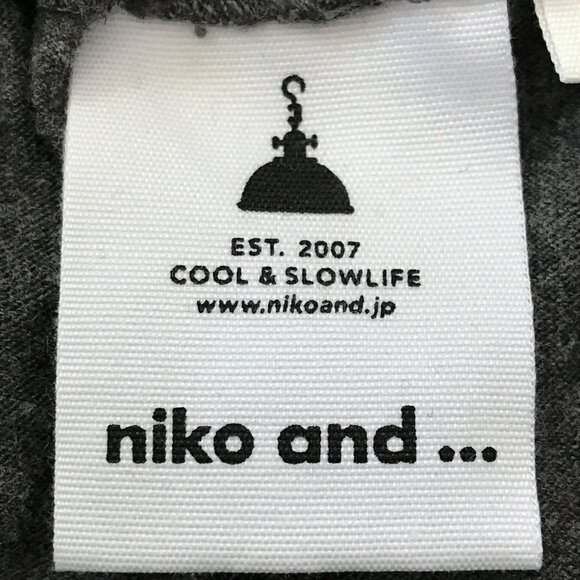 EST. 2007
COOL & SLOWLIFE
www.nikoand.jp
niko and ...